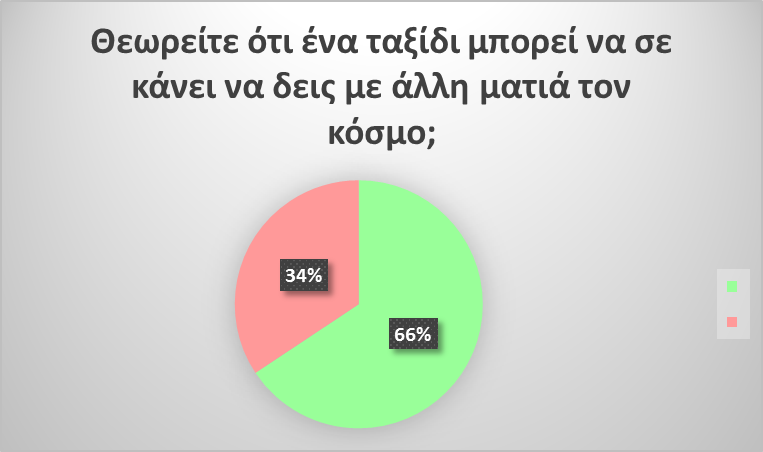 Θεωρείτε ότι ένα ταξίδι μπορεί να σε
κάνει να δεις με άλλη ματιά τον
κόσμο;
34%
66%